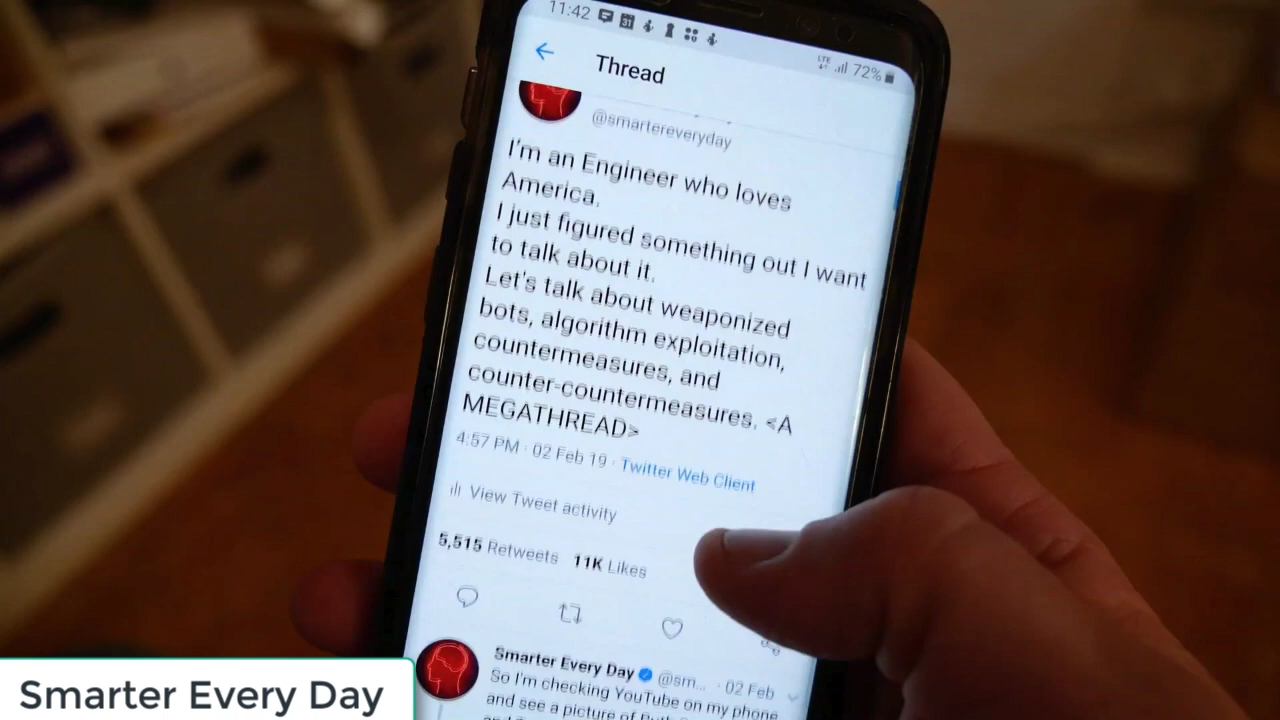 11:42
LTE
72%
Thread
@smartereveryday
I'm an Engineer who loves
America.
I just figured something out I want
to talk about it.
Let's talk about weaponized
bots, algorithm exploitation,
countermeasures, and
counter-countermeasures. <A
MEGATHREAD>
4:57 PM · 02 Feb 19 · Twitter Web Client
View Tweet activity
5,515 Retweets 11K Likes
Smarter Every Day @sm... · 02 Feb
So I'm checking YouTube on my phone
and see a picture of
Smarter Every Day